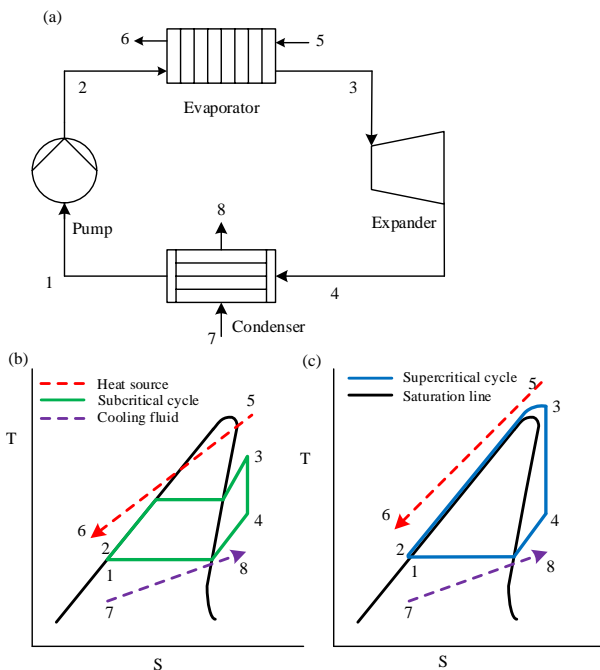 (a)
6
5
2
Evaporator
3
8
Pump
Expander
1
4
7
Condenser
(b)
Heat source
Subcritical cycle
Cooling fluid
5
T
3
4
6
2
1
8
7
S
(c)
Supercritical cycle
Saturation line
5
3
T
6
4
2
1
8
7
S